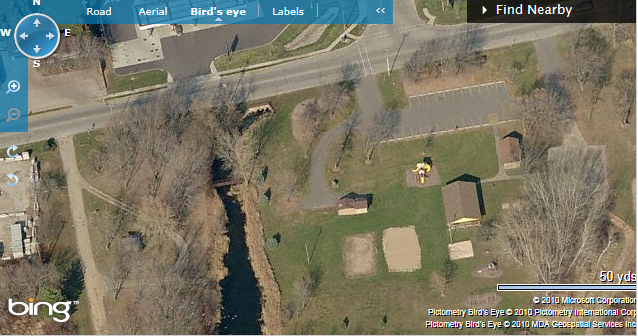 N
Road Aerial Bird's eye Labels << Find Nearby
W E
S
50 yds
bing
© 2010 Microsoft Corporation
Pictometry Bird's Eye © 2010 Pictometry International Corp
Pictometry Bird's Eye © 2010 MDA Geospatial Services Inc